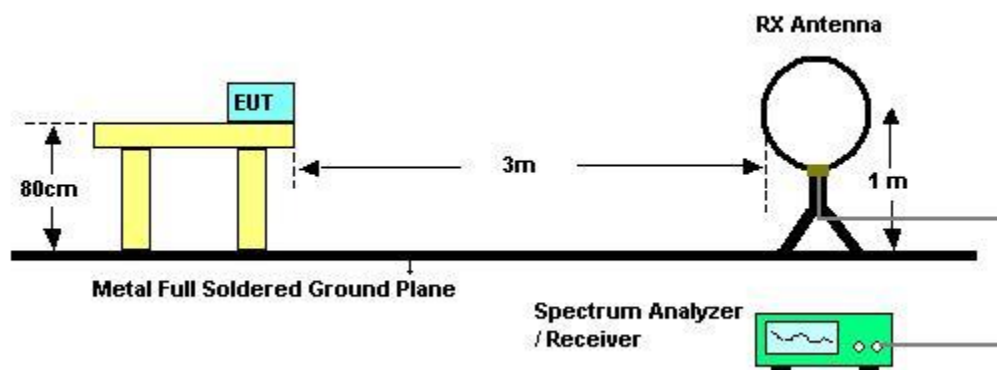 RX Antenna
EUT
3m
80cm
1 m
Metal Full Soldered Ground Plane
Spectrum Analyzer
/ Receiver